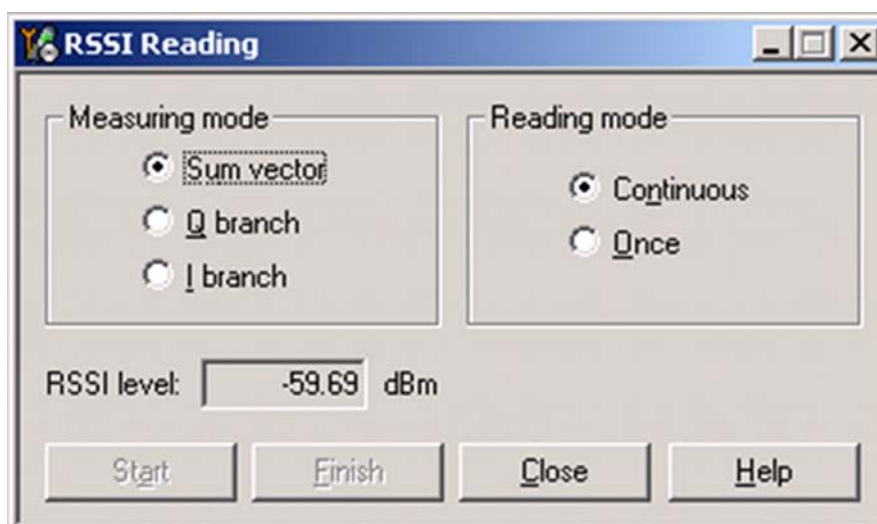 RSSI Reading
Measuring mode
Sum vector
Q branch
I branch
Reading mode
Continuous
Once
RSSI level: -59.69 dBm
Start Finish Close Help